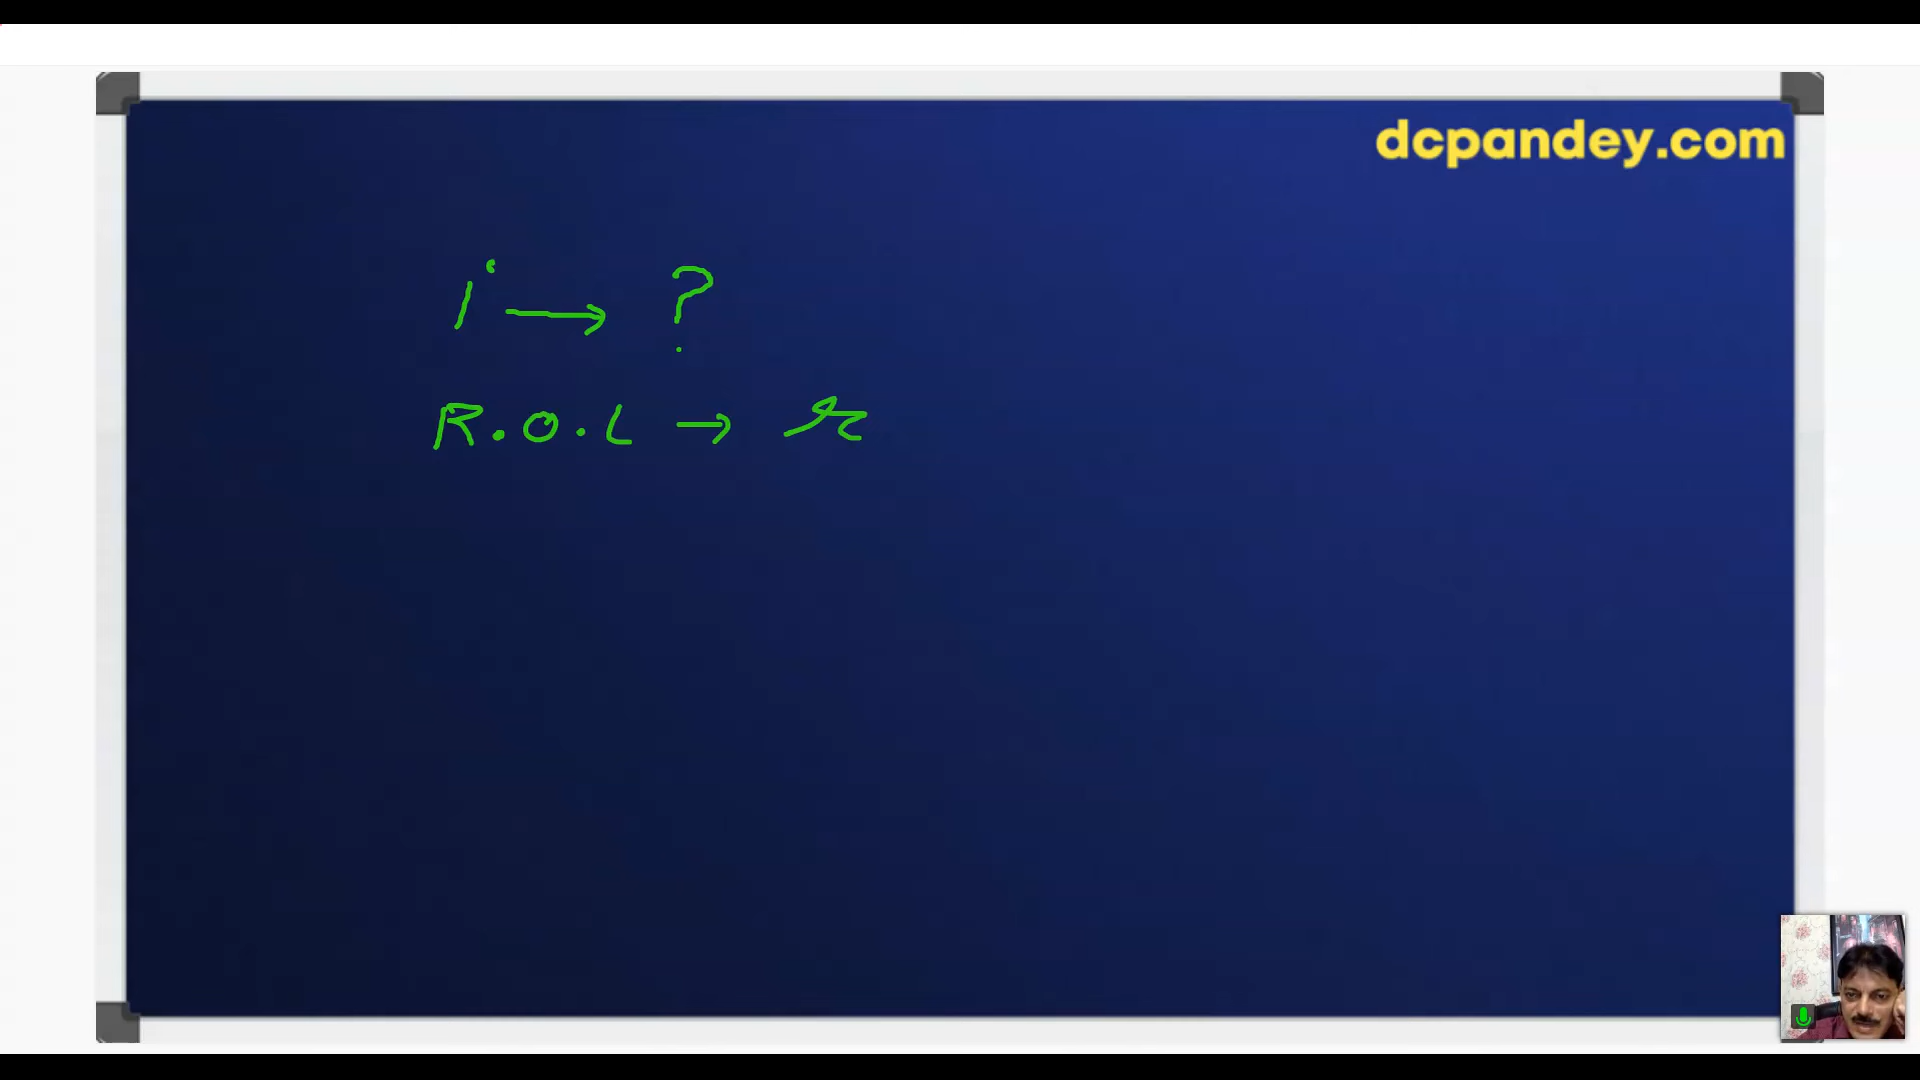 dcpandey.com
i → ?
R.O.L → r